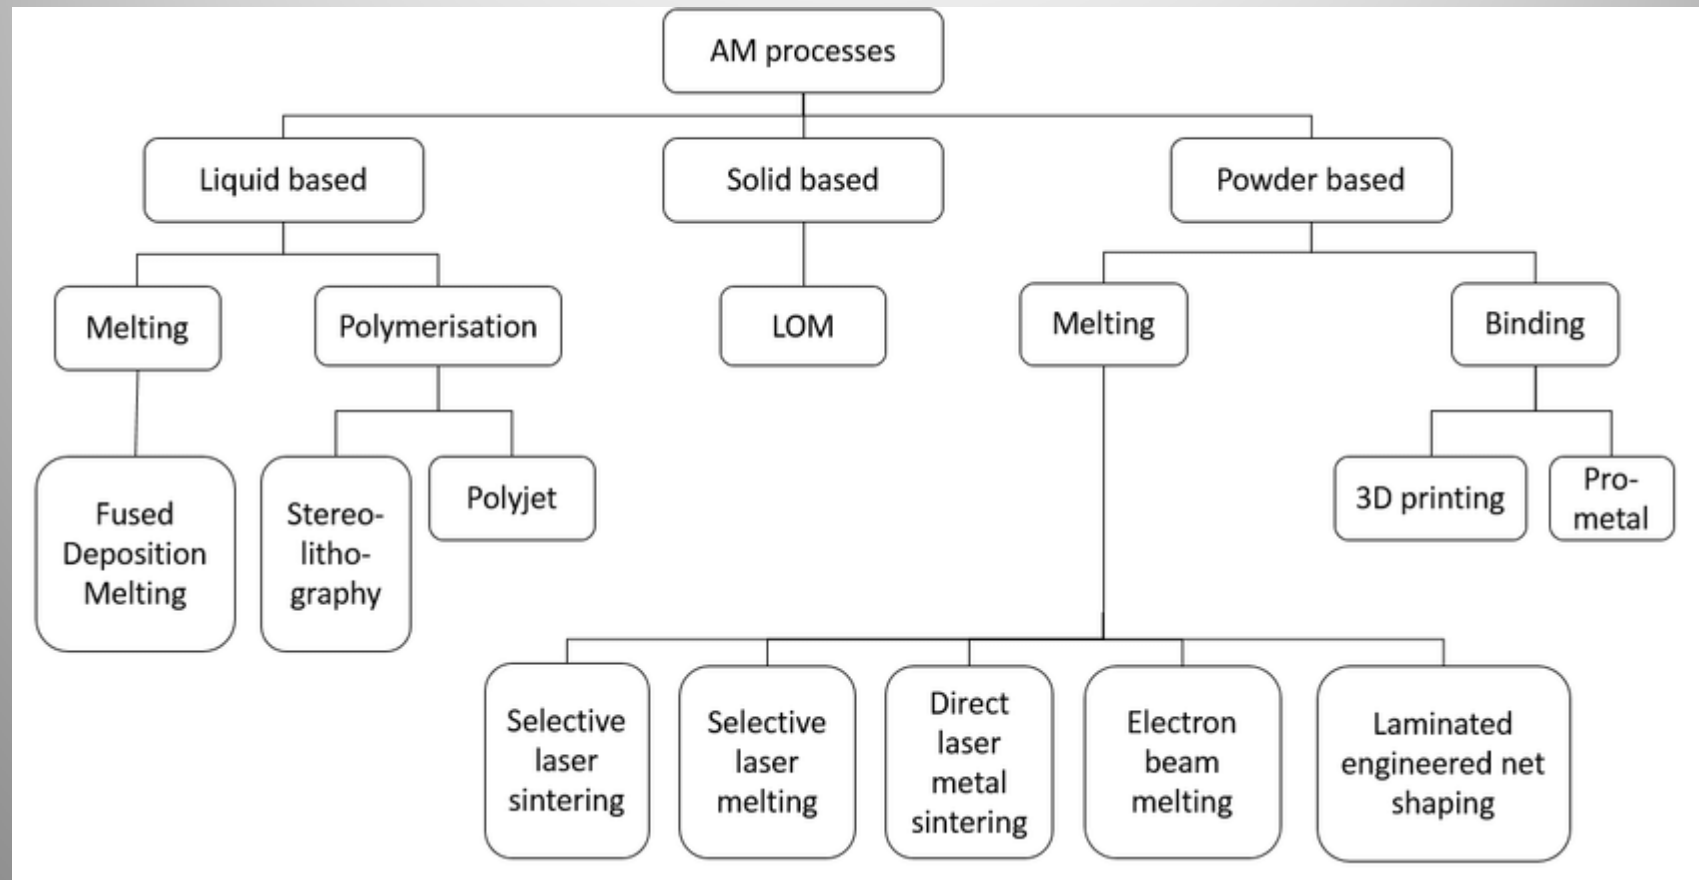 AM processes
Liquid based
Solid based
Powder based
Melting
Polymerisation
LOM
Melting
Binding
Fused
Deposition
Melting
Stereo-
litho-
graphy
Polyjet
3D printing
Pro-
metal
Selective
laser
sintering
Selective
laser
melting
Direct
laser
metal
sintering
Electron
beam
melting
Laminated
engineered net
shaping